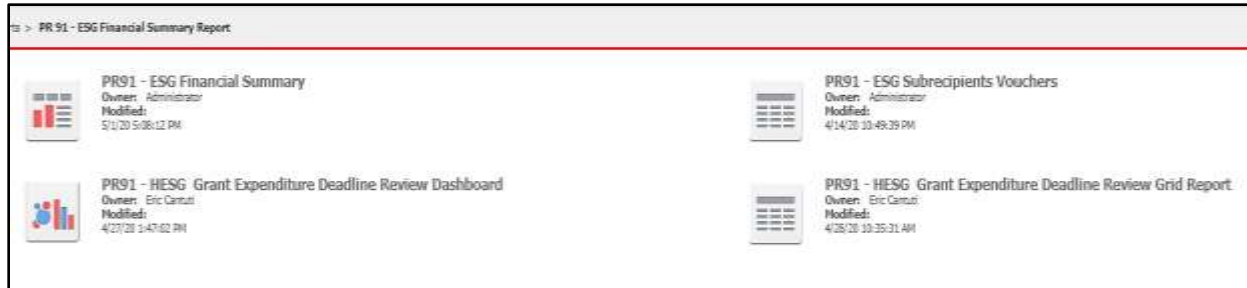 ts > PR 91 - ESG Financial Summary Report
PR91 - ESG Financial Summary
Owner: Administrator
Modified:
5/1/20 5:08:12 PM
PR91 - ESG Subrecipients Vouchers
Owner: Administrator
Modified:
4/14/20 10:49:39 PM
PR91 - HESG Grant Expenditure Deadline Review Dashboard
Owner: Eric Cantuti
Modified:
4/27/20 1:47:02 PM
PR91 - HESG Grant Expenditure Deadline Review Grid Report
Owner: Eric Cantuti
Modified:
4/28/20 10:35:31 AM